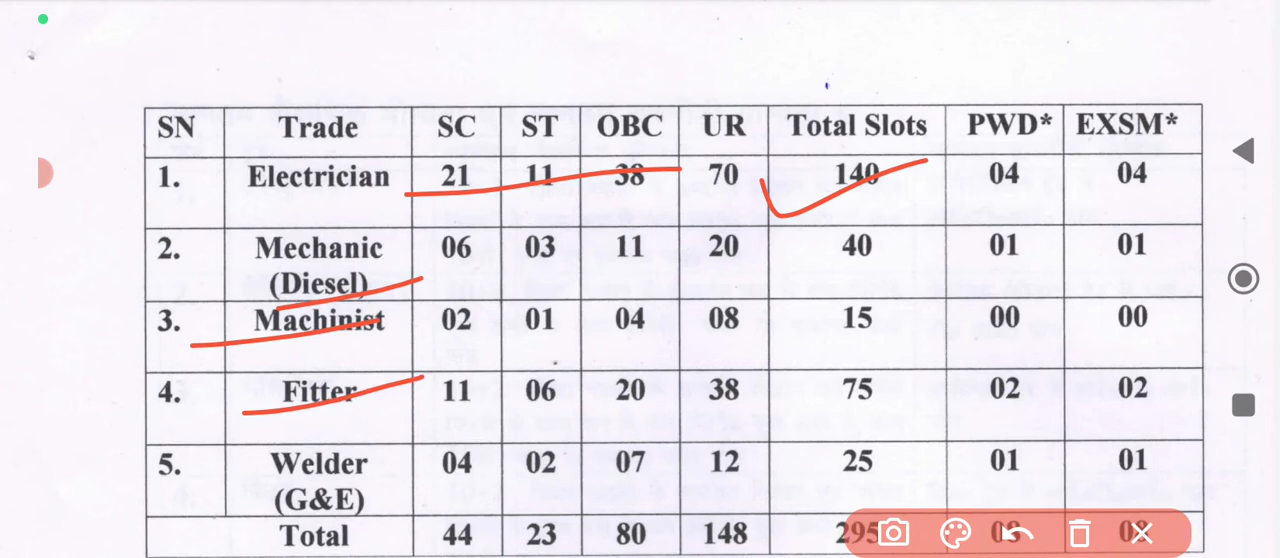 SN Trade SC ST OBC UR Total Slots PWD* EXSM*
1. Electrician 21 11 38 70 140 04 04
2. Mechanic (Diesel) 06 03 11 20 40 01 01
3. Machinist 02 01 04 08 15 00 00
4. Fitter 11 06 20 38 75 02 02
5. Welder (G&E) 04 02 07 12 25 01 01
Total 44 23 80 148 295 08 08